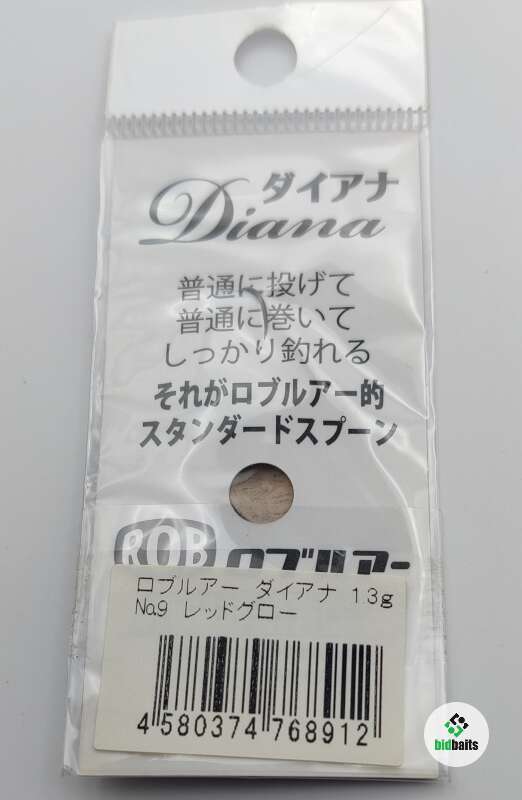 ダイアナ
Diana
普通に投げて
普通に巻いて
しっかり釣れる
それがロブルアー的
スタンダードスプーン
ROB ロブルアー
ロブルアー ダイアナ 1.3g
No.9 レッドグロー
4 580374 768912
bidbaits